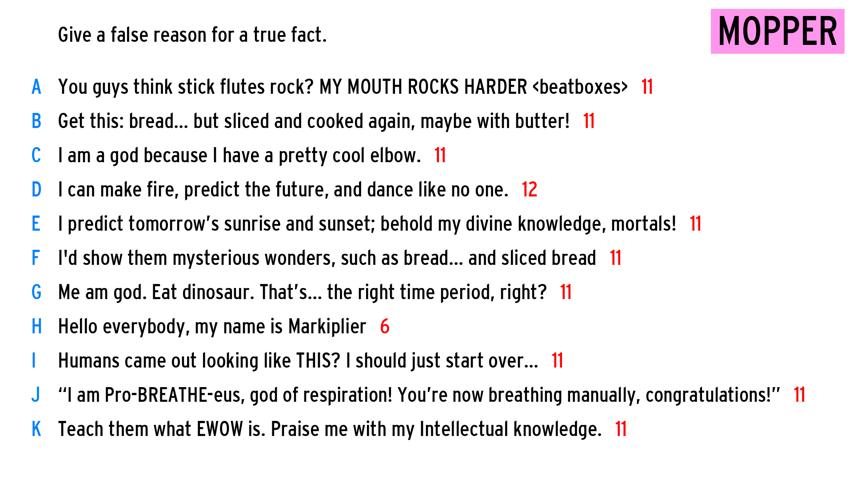 Give a false reason for a true fact.
MOPPER
A You guys think stick flutes rock? MY MOUTH ROCKS HARDER <beatboxes> 11
B Get this: bread... but sliced and cooked again, maybe with butter! 11
C I am a god because I have a pretty cool elbow. 11
D I can make fire, predict the future, and dance like no one. 12
E I predict tomorrow's sunrise and sunset; behold my divine knowledge, mortals! 11
F I'd show them mysterious wonders, such as bread... and sliced bread 11
G Me am god. Eat dinosaur. That's... the right time period, right? 11
H Hello everybody, my name is Markiplier 6
I Humans came out looking like THIS? I should just start over... 11
J “I am Pro-BREATHE-eus, god of respiration! You're now breathing manually, congratulations!” 11
K Teach them what EWOW is. Praise me with my Intellectual knowledge. 11